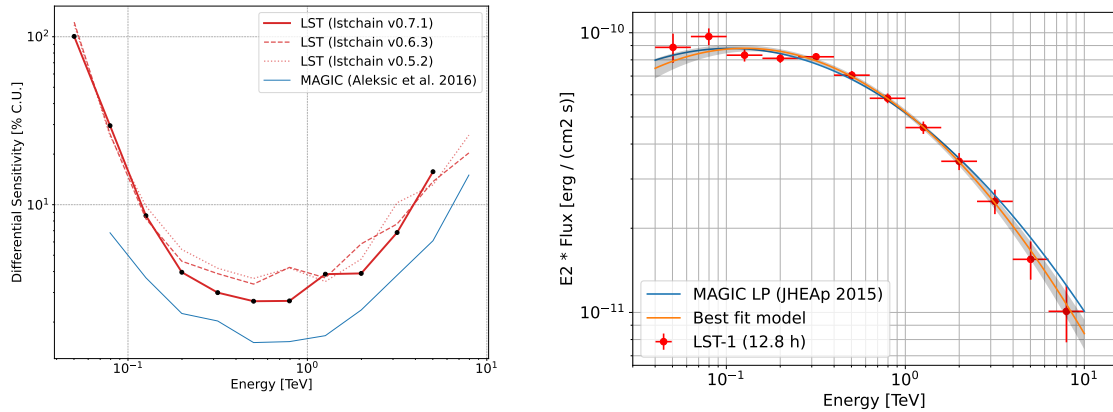 Differential Sensitivity [% C.U.]
10²
10¹
LST (lstchain v0.7.1)
LST (lstchain v0.6.3)
LST (lstchain v0.5.2)
MAGIC (Aleksic et al. 2016)
10⁻¹
10⁰
10¹
Energy [TeV]
E2 * Flux [erg / (cm2 s)]
10⁻¹⁰
10⁻¹¹
MAGIC LP (JHEAp 2015)
Best fit model
LST-1 (12.8 h)
10⁻¹
10⁰
10¹
Energy [TeV]